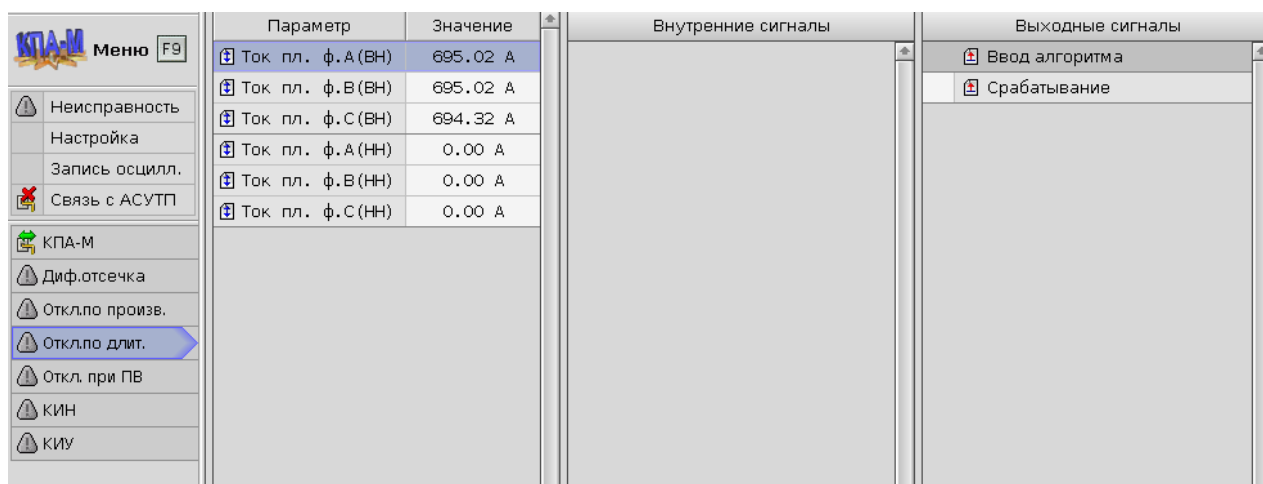 КПА-М Меню F9
Неисправность
Настройка
Запись осцилл.
Связь с АСУТП
КПА-М
Диф.отсечка
Откл.по произв.
Откл.по длит.
Откл. при ПВ
КИН
КИУ
Параметр Значение
Ток пл. ф.А(ВН) 695.02 А
Ток пл. ф.В(ВН) 695.02 А
Ток пл. ф.С(ВН) 694.32 А
Ток пл. ф.А(НН) 0.00 А
Ток пл. ф.В(НН) 0.00 А
Ток пл. ф.С(НН) 0.00 А
Внутренние сигналы
Выходные сигналы
Ввод алгоритма
Срабатывание